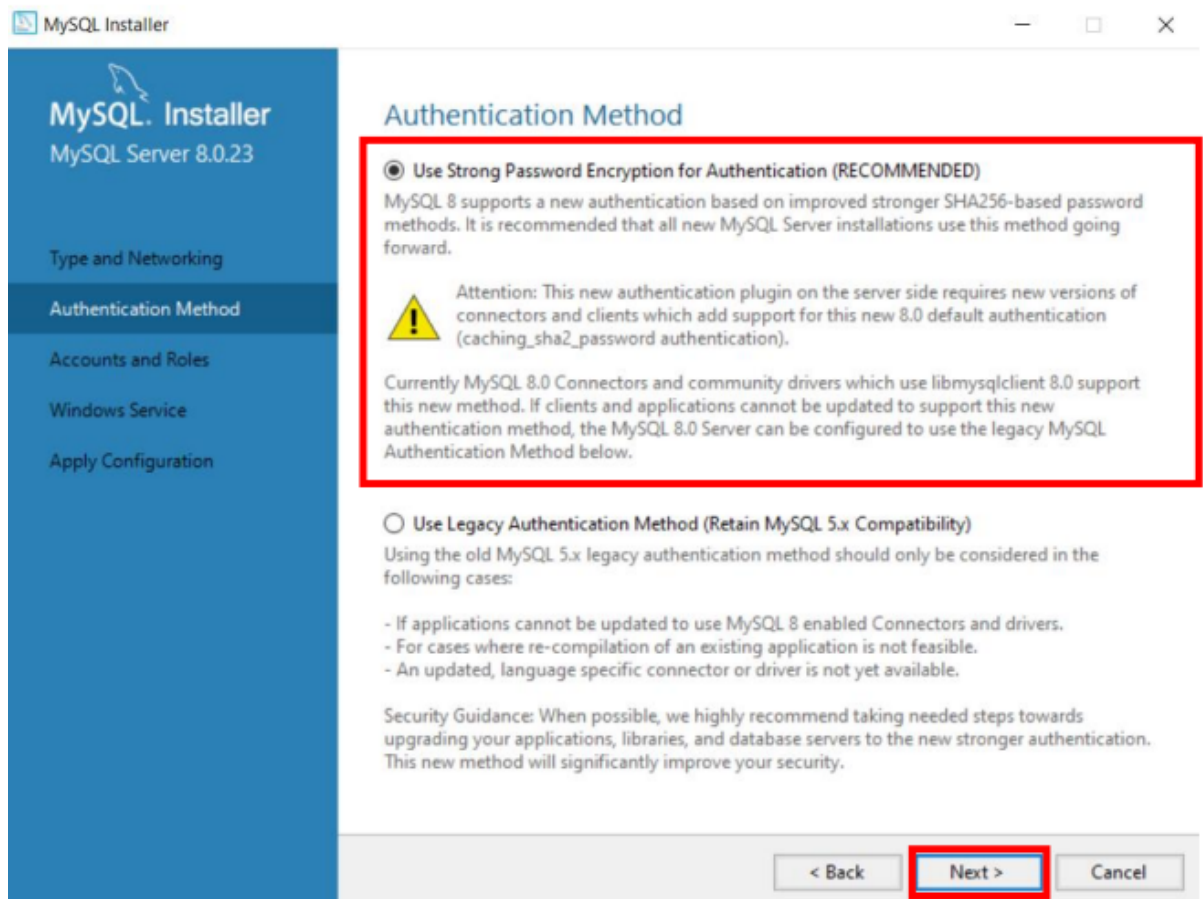 MySQL Installer
MySQL. Installer
MySQL Server 8.0.23
Type and Networking
Authentication Method
Accounts and Roles
Windows Service
Apply Configuration
Authentication Method
Use Strong Password Encryption for Authentication (RECOMMENDED)
MySQL 8 supports a new authentication based on improved stronger SHA256-based password
methods. It is recommended that all new MySQL Server installations use this method going
forward.
Attention: This new authentication plugin on the server side requires new versions of
connectors and clients which add support for this new 8.0 default authentication
(caching_sha2_password authentication).
Currently MySQL 8.0 Connectors and community drivers which use libmysqlclient 8.0 support
this new method. If clients and applications cannot be updated to support this new
authentication method, the MySQL 8.0 Server can be configured to use the legacy MySQL
Authentication Method below.
Use Legacy Authentication Method (Retain MySQL 5.x Compatibility)
Using the old MySQL 5.x legacy authentication method should only be considered in the
following cases:
- If applications cannot be updated to use MySQL 8 enabled Connectors and drivers.
- For cases where re-compilation of an existing application is not feasible.
- An updated, language specific connector or driver is not yet available.
Security Guidance: When possible, we highly recommend taking needed steps towards
upgrading your applications, libraries, and database servers to the new stronger authentication.
This new method will significantly improve your security.
< Back
Next >
Cancel